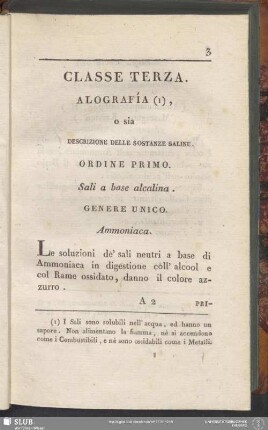 3
CLASSE TERZA.
ALOGRAFÍA (1),
o sia
DESCRIZIONE DELLE SOSTANZE SALINE.
ORDINE PRIMO.
Sali a base alcalina.
GENERE UNICO.
Ammoniaca.
Le soluzioni de' sali neutri a base di
Ammoniaca in digestione coll' alcool e
col Rame ossidato, danno il colore az-
zurro.
A 2 PRI-
(1) I Sali sono solubili nell' acqua, ed hanno un
sapore. Non alimentano la fiamma, nè si accendono
come i Combustibili, e nè sono ossidabili come i Metalli.
SLUB